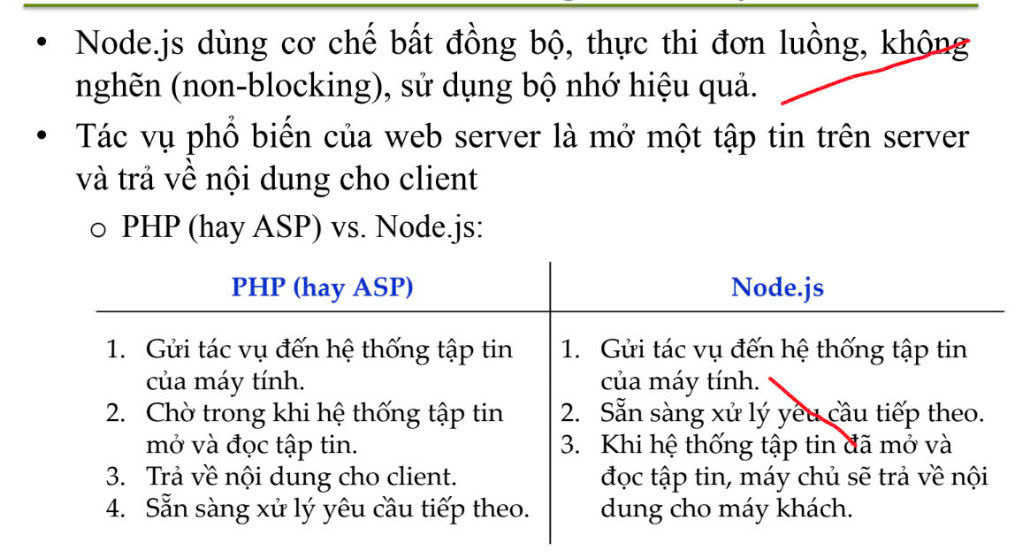 • Node.js dùng cơ chế bất đồng bộ, thực thi đơn luồng, không
nghẽn (non-blocking), sử dụng bộ nhớ hiệu quả.
• Tác vụ phổ biến của web server là mở một tập tin trên server
và trả về nội dung cho client
o PHP (hay ASP) vs. Node.js:
PHP (hay ASP)
1. Gửi tác vụ đến hệ thống tập tin
của máy tính.
2. Chờ trong khi hệ thống tập tin
mở và đọc tập tin.
3. Trả về nội dung cho client.
4. Sẵn sàng xử lý yêu cầu tiếp theo.
Node.js
1. Gửi tác vụ đến hệ thống tập tin
của máy tính.
2. Sẵn sàng xử lý yêu cầu tiếp theo.
3. Khi hệ thống tập tin đã mở và
đọc tập tin, máy chủ sẽ trả về nội
dung cho máy khách.